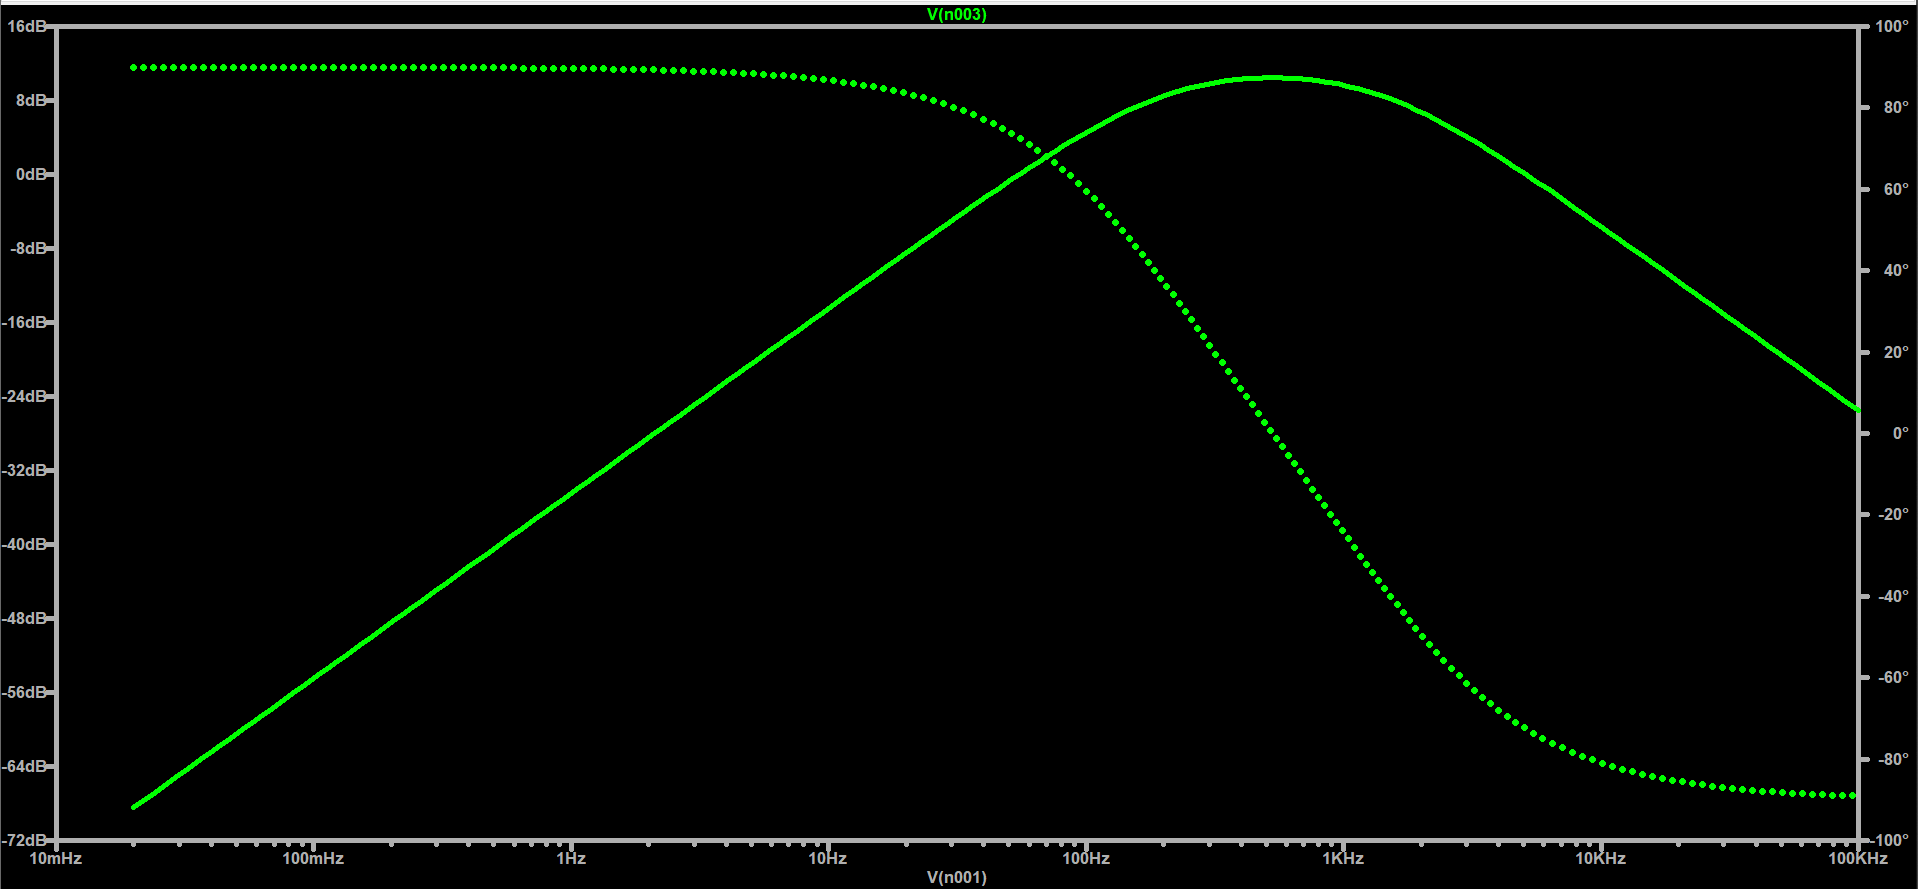 V(n003)
16dB 100°
8dB 80°
0dB 60°
-8dB 40°
-16dB 20°
-24dB 0°
-32dB -20°
-40dB -40°
-48dB -60°
-56dB -80°
-64dB -100°
-72dB
10mHz 100mHz 1Hz 10Hz 100Hz 1KHz 10KHz 100KHz
V(n001)